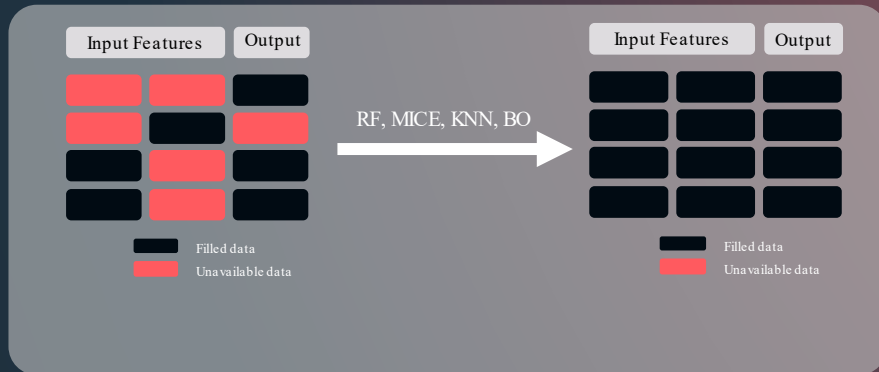 Input Features
Output
RF, MICE, KNN, BO
Filled data
Unavailable data
Input Features
Output
Filled data
Unavailable data